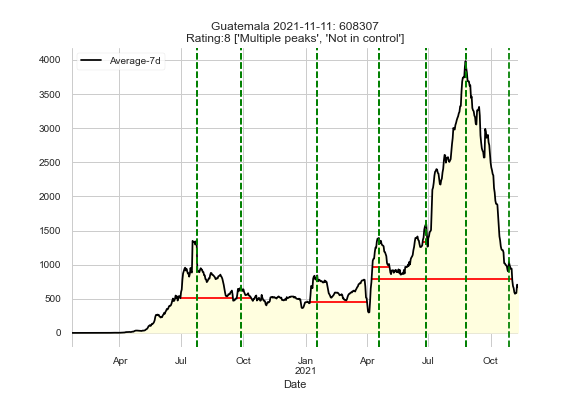 Guatemala 2021-11-11: 608307
Rating:8 ['Multiple peaks', 'Not in control']
Average-7d
4000
3500
3000
2500
2000
1500
1000
500
0
Apr Jul Oct Jan Apr Jul Oct
2021
Date